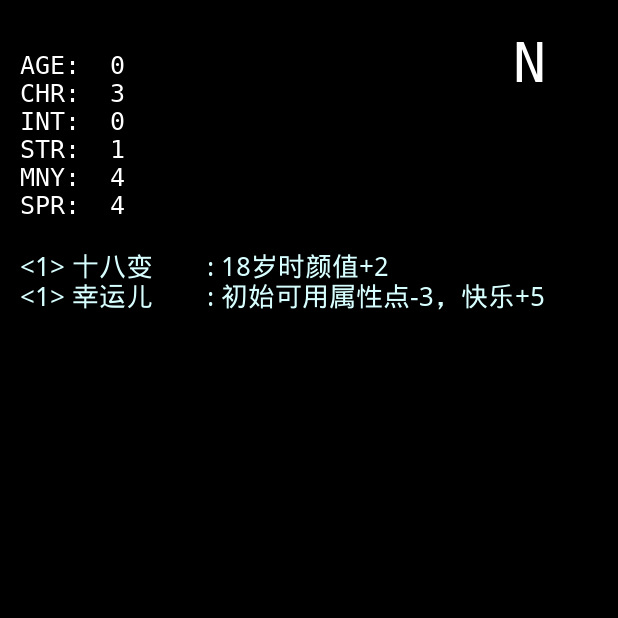 N
AGE: 0
CHR: 3
INT: 0
STR: 1
MNY: 4
SPR: 4
<1> 十八变 : 18岁时颜值+2
<1> 幸运儿 : 初始可用属性点-3，快乐+5